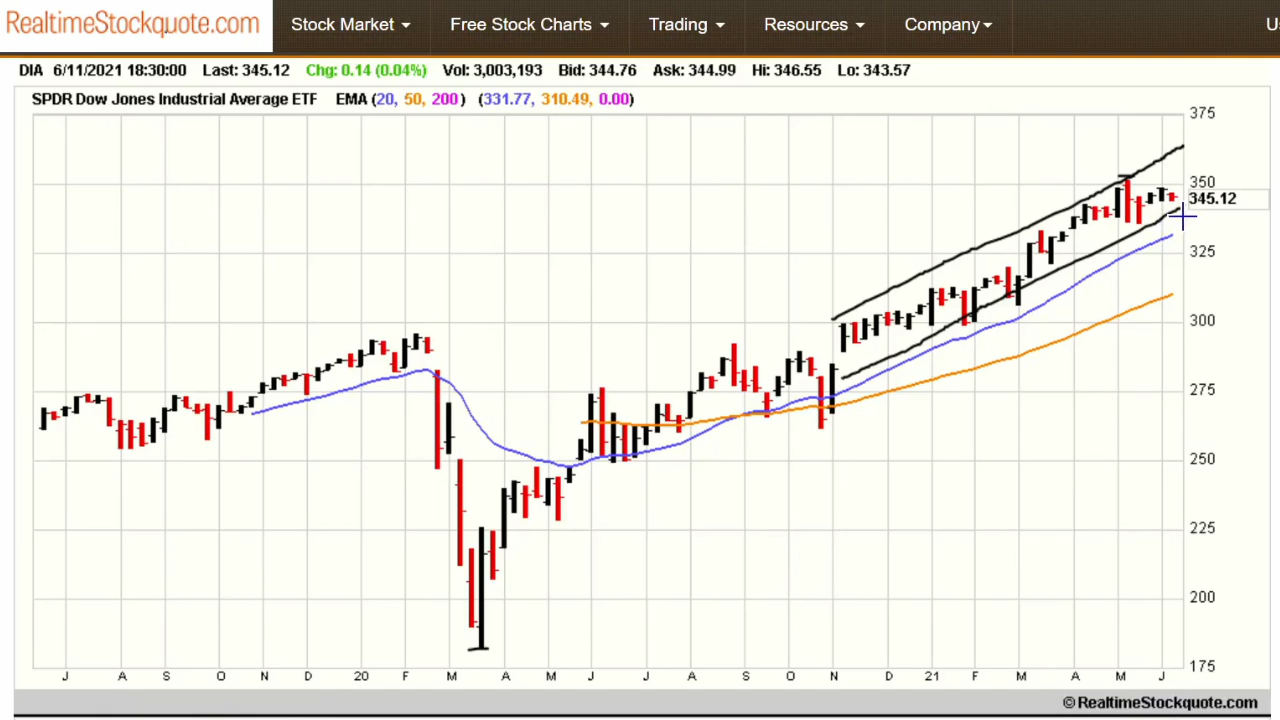 RealtimeStockquote.com Stock Market Free Stock Charts Trading Resources Company
DIA 6/11/2021 18:30:00 Last: 345.12 Chg: 0.14 (0.04%) Vol: 3,003,193 Bid: 344.76 Ask: 344.99 Hi: 346.55 Lo: 343.57
SPDR Dow Jones Industrial Average ETF EMA (20, 50, 200 ) (331.77, 310.49, 0.00)
375
350
345.12
325
300
275
250
225
200
175
J A S O N D 20 F M A M J J A S O N D 21 F M A M J
©RealtimeStockquote.com